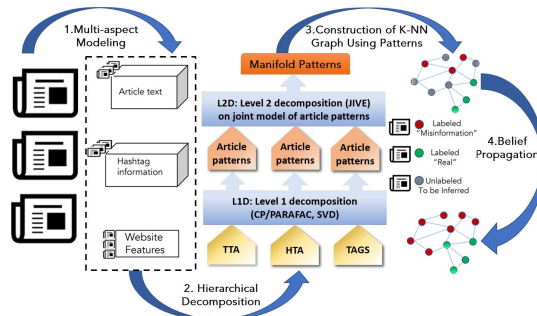 1.Multi-aspect
Modeling
Article text
Hashtag
information
Website
Features
2. Hierarchical
Decomposition
3.Construction of K-NN
Graph Using Patterns
Manifold Patterns
L2D: Level 2 decomposition (JIVE)
on joint model of article patterns
Article
patterns
Article
patterns
Article
patterns
L1D: Level 1 decomposition
(CP/PARAFAC, SVD)
TTA
HTA
TAGS
Labeled
"Misinformation"
Labeled
"Real"
Unlabeled
To be Inferred
4.Belief
Propagation